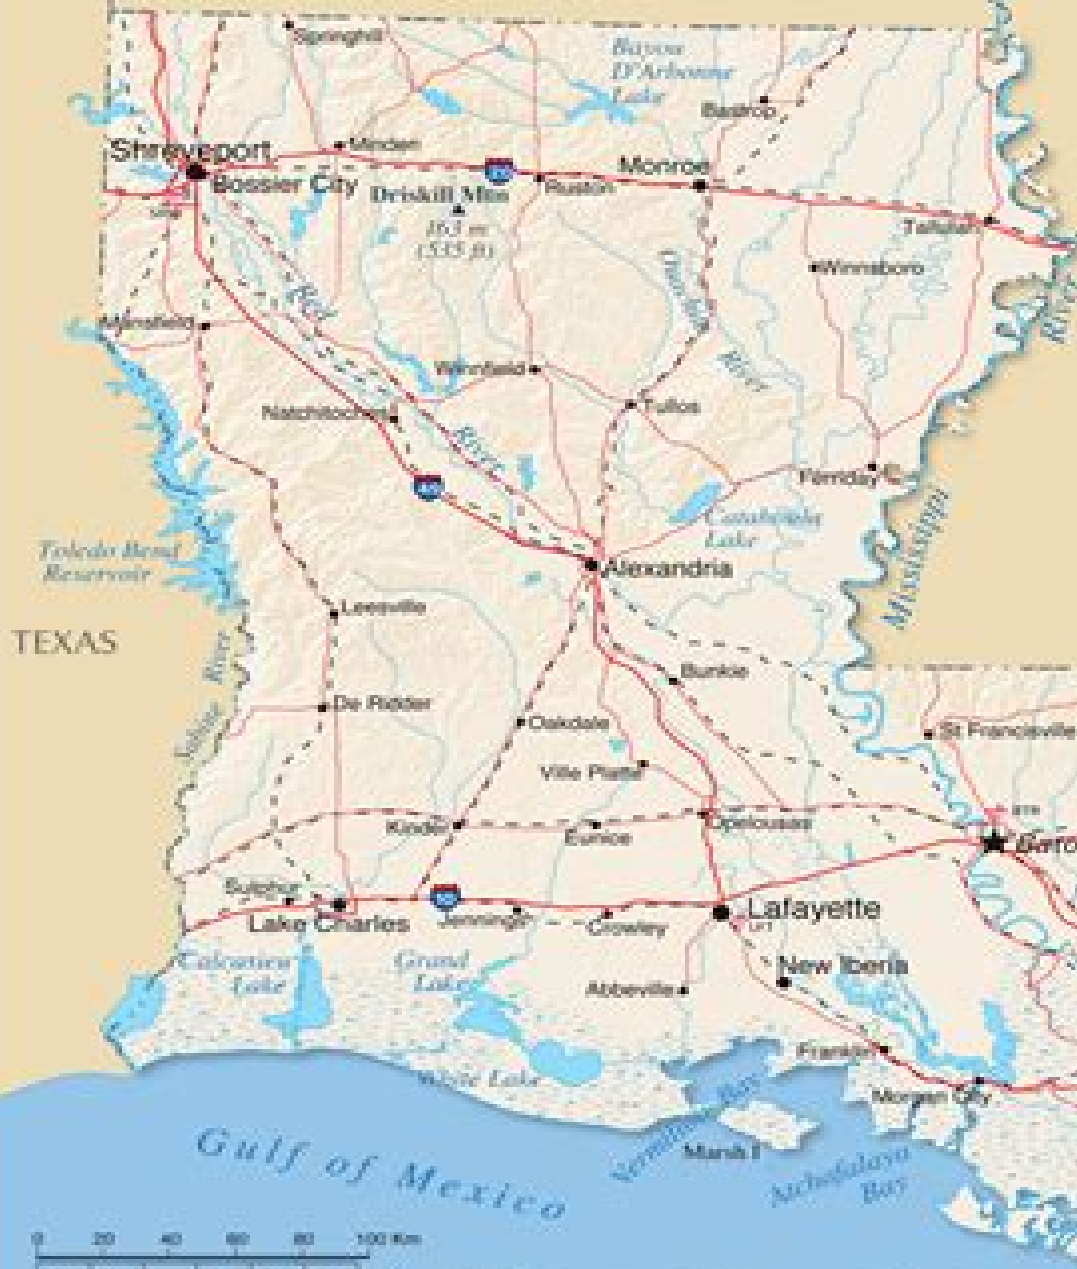 Springhill
Bayou
D'Arbonne
Lake
Bastrop
Shreveport
Minden
Monroe
Bossier City
Driskill Mtn
163 m
(535 ft)
Ruston
Tallulah
Winnsboro
Red
Ouachita
River
River
Mansfield
Winnfield
Tullos
Natchitoches
River
Ferriday
Catahoula
Lake
Toledo Bend
Reservoir
Alexandria
Mississippi
Leesville
TEXAS
River
Sabine
Bunkie
De Ridder
Oakdale
St Francisville
Ville Platte
Kinder
Eunice
Opelousas
Bato
Sulphur
Lake Charles
Jennings
Crowley
Lafayette
LFT
Calcasieu
Lake
Grand
Lake
New Iberia
Abbeville
Franklin
White Lake
Morgan City
Vermilion Bay
Marsh I
Atchafalaya
Bay
Gulf of Mexico
0 20 40 60 80 100 Km